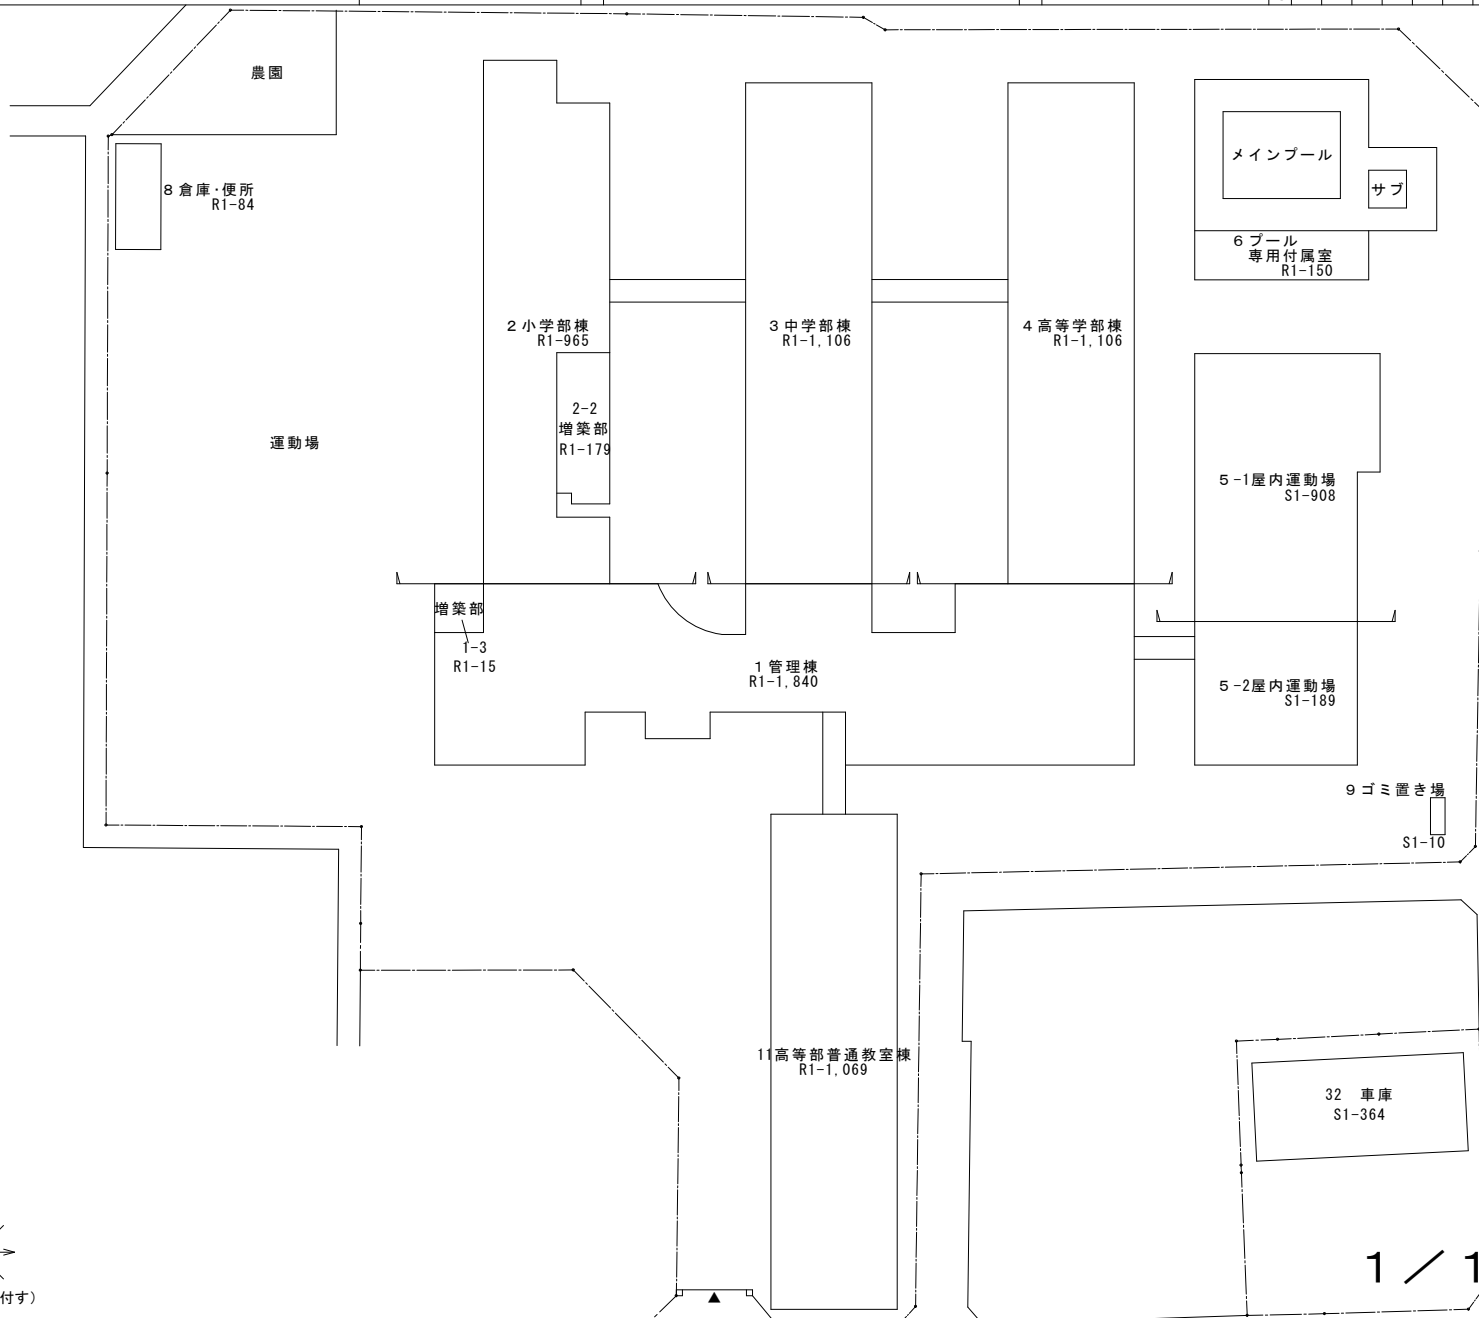 農園
メインプール
サブ
8 倉庫・便所
R1-84
6 プール
専用付属室
R1-150
2 小学部棟
R1-965
3 中学部棟
R1-1,106
4 高等学部棟
R1-1,106
2-2
増築部
R1-179
運動場
5-1屋内運動場
S1-908
増築部
1-3
R1-15
1 管理棟
R1-1,840
5-2屋内運動場
S1-189
9 ゴミ置き場
S1-10
11高等部普通教室棟
R1-1,069
32 車庫
S1-364
1／1
付す）